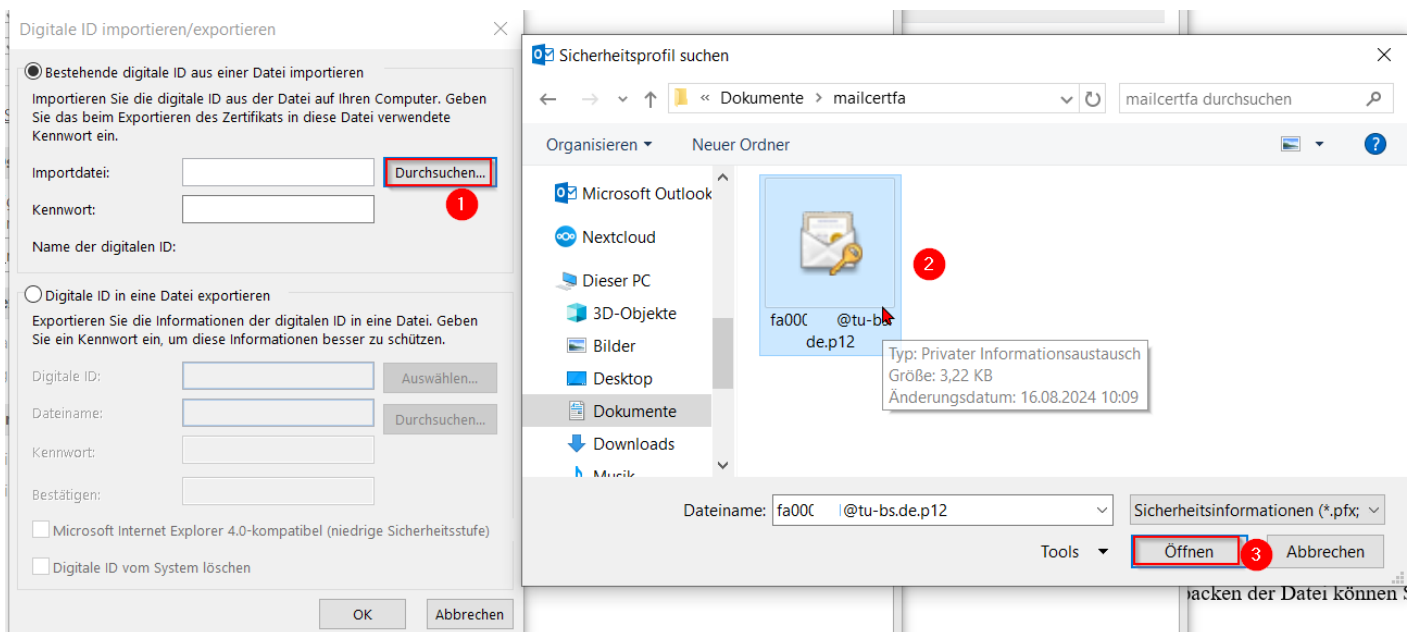 Digitale ID importieren/exportieren
Bestehende digitale ID aus einer Datei importieren
Importieren Sie die digitale ID aus der Datei auf Ihren Computer. Geben
Sie das beim Exportieren des Zertifikats in diese Datei verwendete
Kennwort ein.
Importdatei:
Durchsuchen...
1
Kennwort:
Name der digitalen ID:
Digitale ID in eine Datei exportieren
Exportieren Sie die Informationen der digitalen ID in eine Datei. Geben
Sie ein Kennwort ein, um diese Informationen besser zu schützen.
Digitale ID:
Auswählen...
Dateiname:
Durchsuchen...
Kennwort:
Bestätigen:
Microsoft Internet Explorer 4.0-kompatibel (niedrige Sicherheitsstufe)
Digitale ID vom System löschen
OK
Abbrechen
Sicherheitsprofil suchen
« Dokumente > mailcertfa
mailcertfa durchsuchen
Organisieren
Neuer Ordner
?
Microsoft Outlook
Nextcloud
Dieser PC
3D-Objekte
Bilder
Desktop
Dokumente
Downloads
Musik
fa000 @tu-bs
de.p12
2
Typ: Privater Informationsaustausch
Größe: 3,22 KB
Änderungsdatum: 16.08.2024 10:09
Dateiname:
fa000 @tu-bs.de.p12
Sicherheitsinformationen (*.pfx;
Tools
Öffnen
3
Abbrechen
packen der Datei können